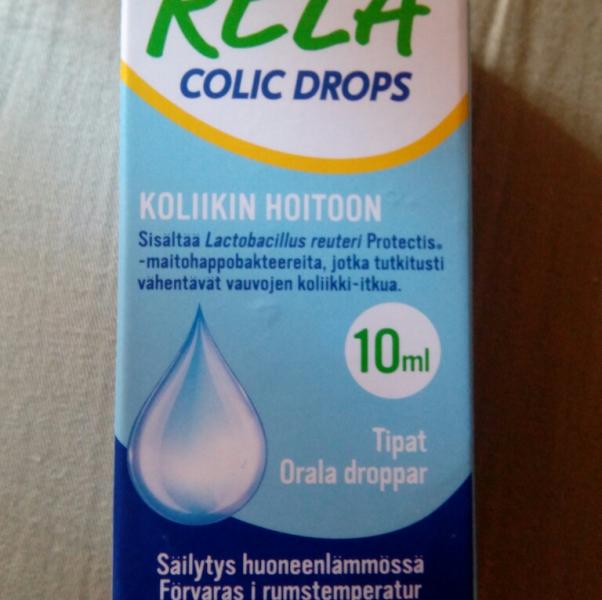 RELA
COLIC DROPS
KOLIIKIN HOITOON
Sisältää Lactobacillus reuteri Protectis®
-maitohappobakteereita, jotka tutkitusti
vähentävät vauvojen koliikki-itkua.
10ml
Tipat
Orala droppar
Säilytys huoneenlämmössä
Förvaras i rumstemperatur